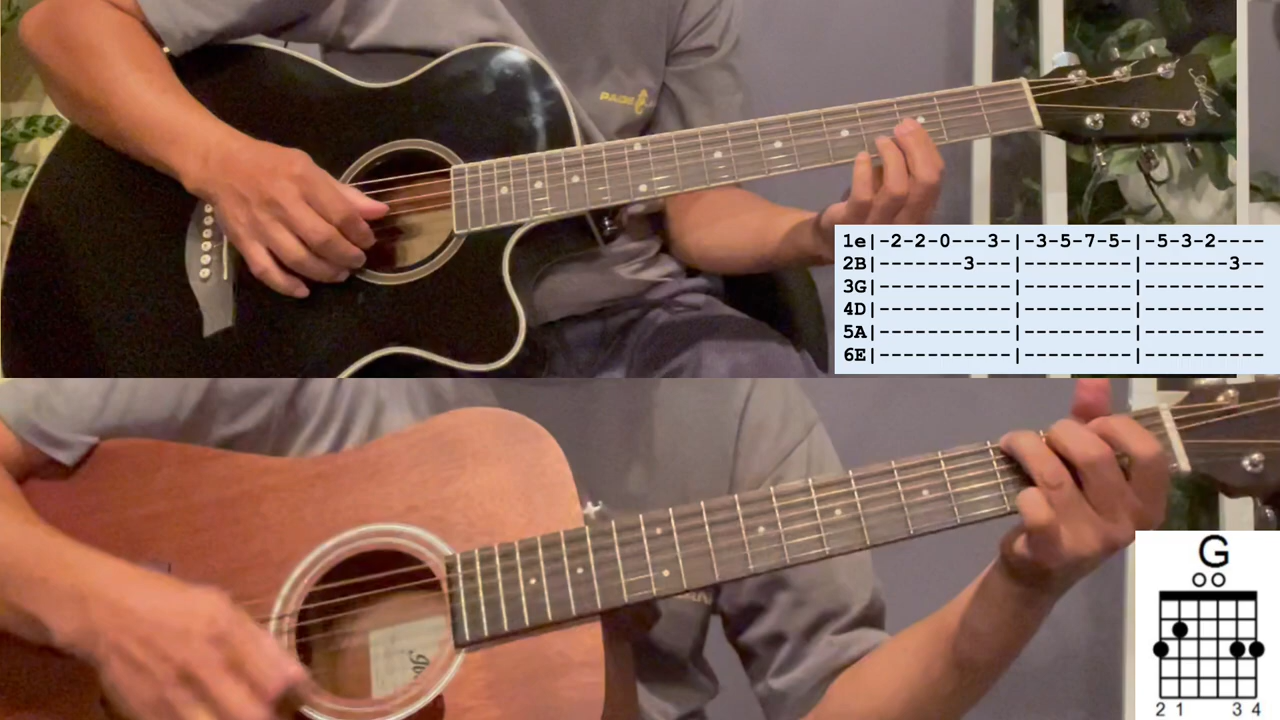 PAGE
1e|-2-2-0---3-|-3-5-7-5-|-5-3-2----
2B|-------3---|---------|-------3--
3G|-----------|---------|----------
4D|-----------|---------|----------
5A|-----------|---------|----------
6E|-----------|---------|----------
G
2 1 3 4